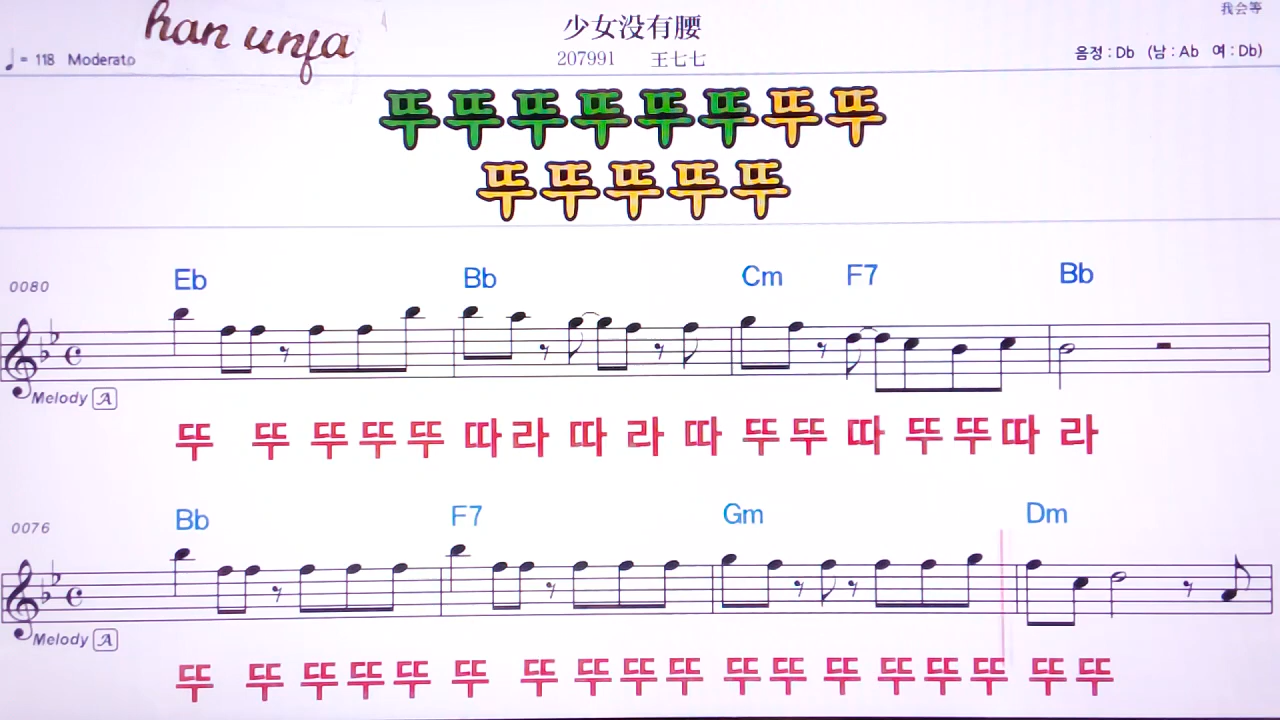 han unfa
少女没有腰
我会等
♩= 118 Moderato
207991 王七七
음정 : Db (남 : Ab 여 : Db)
뚜뚜뚜뚜뚜뚜뚜뚜
뚜뚜뚜뚜뚜
Eb Bb Cm F7 Bb
0080
Melody A
뚜 뚜 뚜 뚜 뚜 따 라 따 라 따 뚜 뚜 따 뚜 뚜 따 라
Bb F7 Gm Dm
0076
Melody A
뚜 뚜 뚜 뚜 뚜 뚜 뚜 뚜 뚜 뚜 뚜 뚜 뚜 뚜 뚜 뚜 뚜 뚜